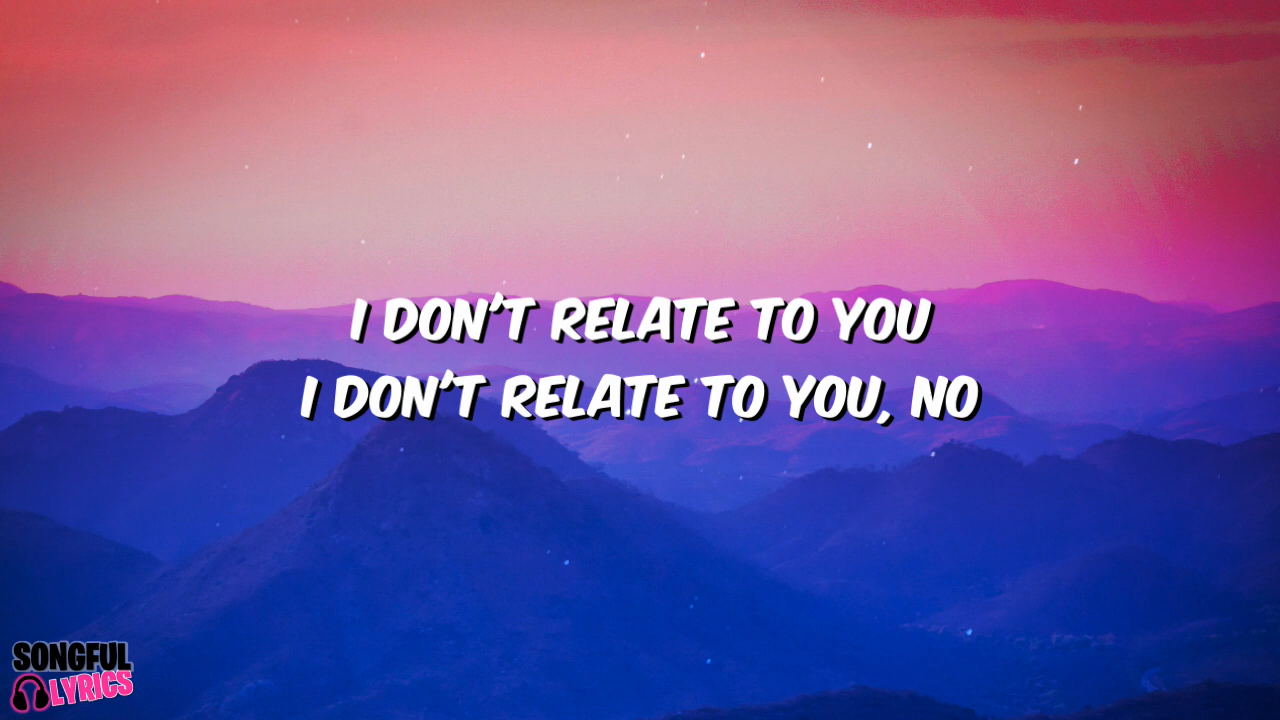 I DON'T RELATE TO YOU
I DON'T RELATE TO YOU, NO
SONGFUL
LYRICS